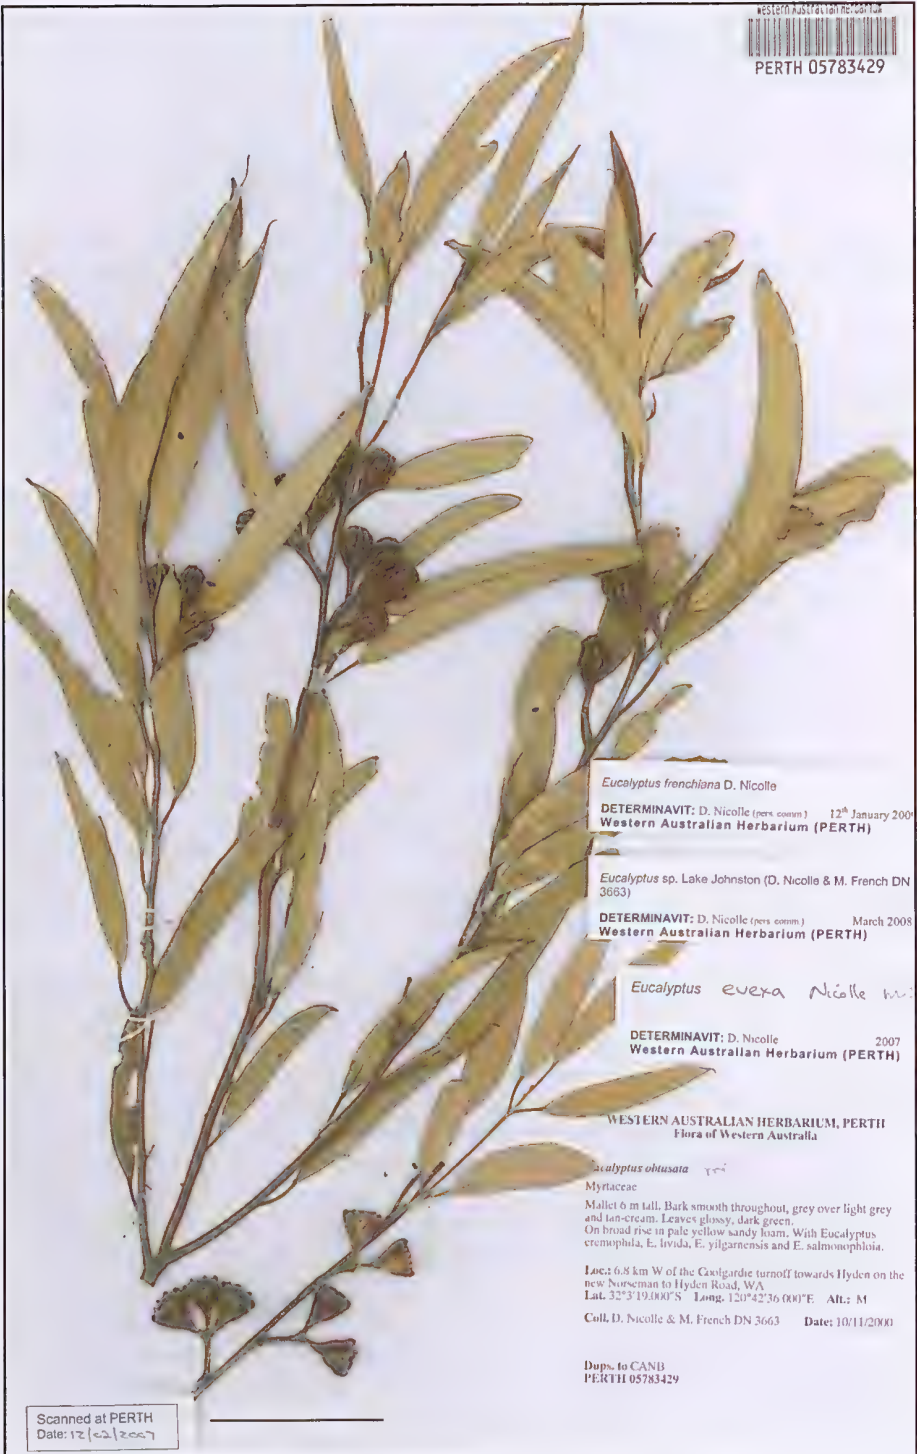 Western Australian Herbarium
PERTH 05783429
Eucalyptus frenchiana D. Nicolle
DETERMINAVIT: D. Nicolle (pers. comm) 12th January 200
Western Australian Herbarium (PERTH)
Eucalyptus sp. Lake Johnston (D. Nicolle & M. French DN
3663)
DETERMINAVIT: D. Nicolle (pers. comm) March 2008
Western Australian Herbarium (PERTH)
Eucalyptus evexa Nicolle
DETERMINAVIT: D. Nicolle 2007
Western Australian Herbarium (PERTH)
WESTERN AUSTRALIAN HERBARIUM, PERTH
Flora of Western Australia
ucalyptus obtusata
Myrtaceae
Mallet 6 m tall. Bark smooth throughout, grey over light grey
and tan-cream. Leaves glossy, dark green.
On broad rise in pale yellow sandy loam. With Eucalyptus
cremophila, E. livida, E. yilgarnensis and E. salmonophloia.
Loc.: 6.8 km W of the Coolgardie turnoff towards Hyden on the
new Norseman to Hyden Road, WA
Lat. 32°3'19.000"S Long. 120°42'36.000"E Alt.: M
Coll. D. Nicolle & M. French DN 3663 Date: 10/11/2000
Dups. to CANB
PERTH 05783429
Scanned at PERTH
Date: 12/02/2007